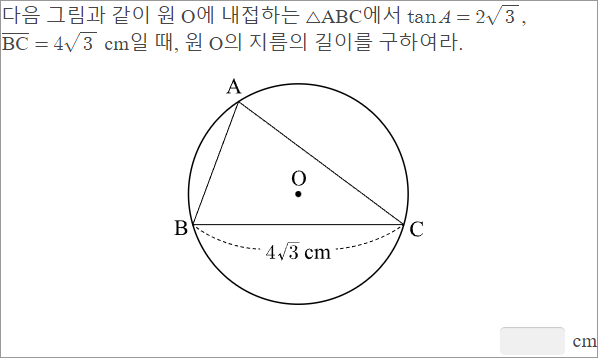 다음 그림과 같이 원 O에 내접하는 △ABC에서 tan A = 2√3 ,
B̅C̅ = 4√3 cm일 때, 원 O의 지름의 길이를 구하여라.
A
O
B
C
4√3 cm
cm